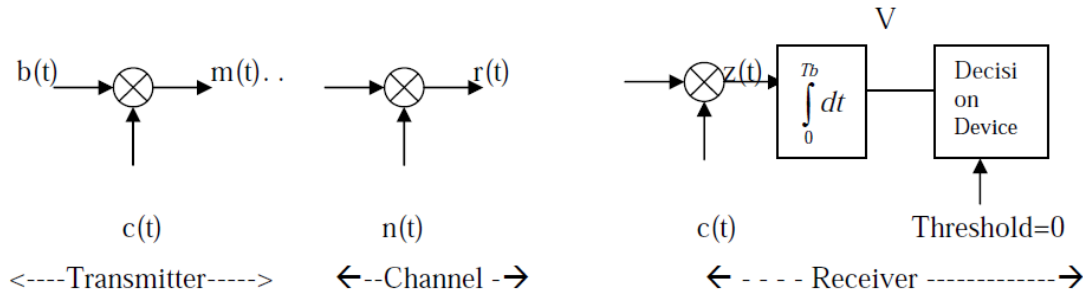 V
b(t) m(t). . r(t) z(t) Tb ∫ dt 0 Decisi
on
Device
c(t) n(t) c(t) Threshold=0
<----Transmitter-----> ←--Channel -→ ← - - - - Receiver ------------→